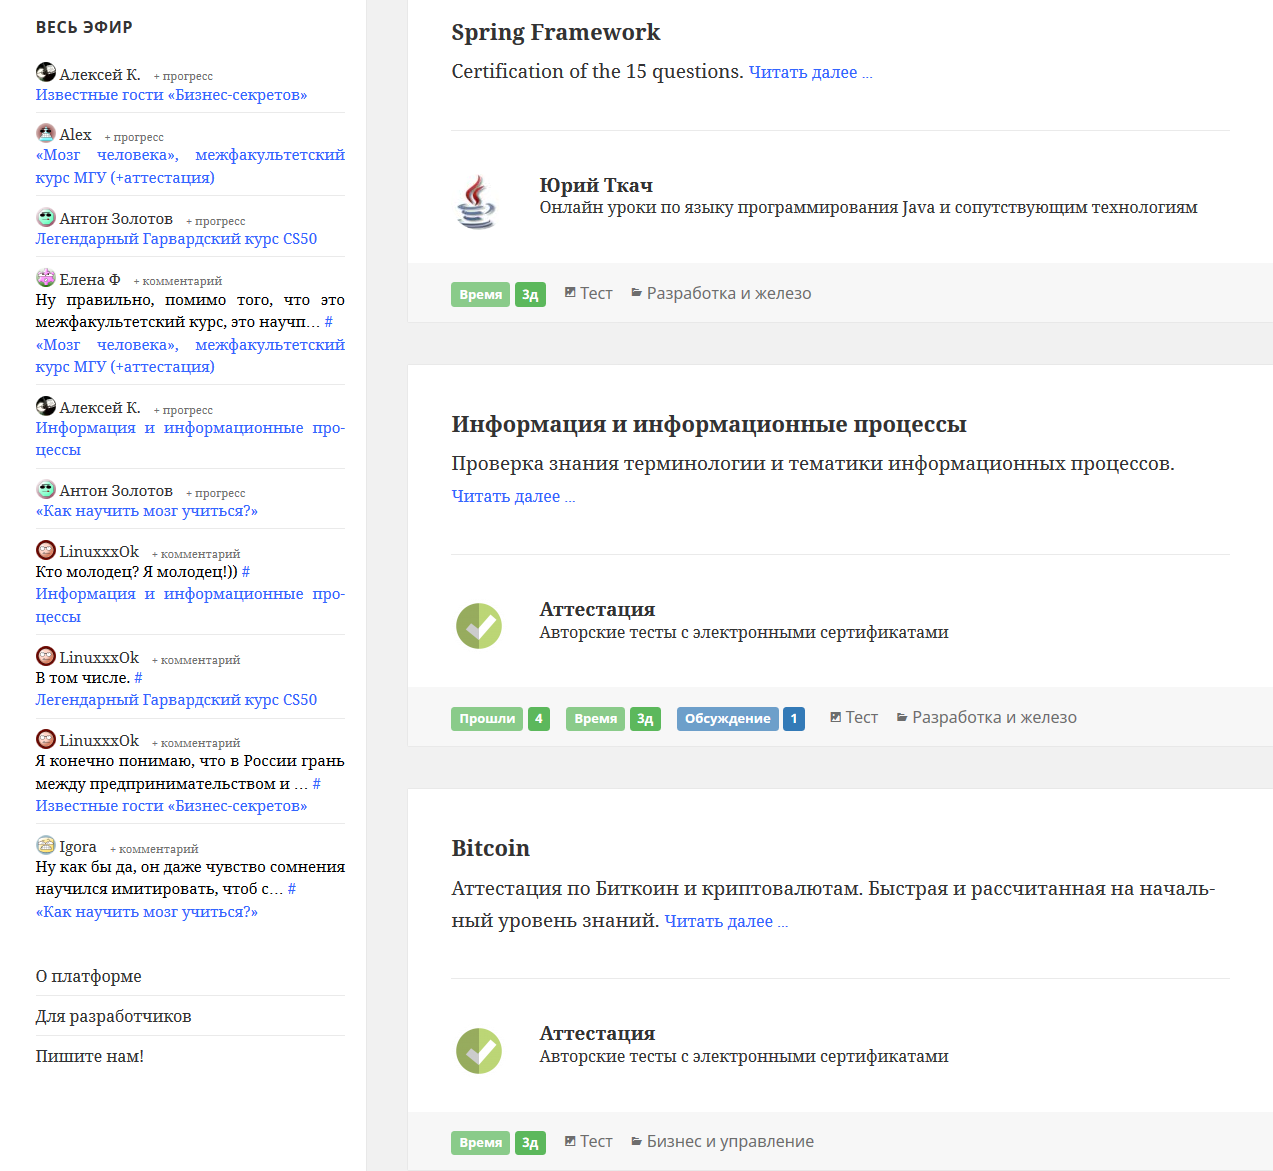 ВЕСЬ ЭФИР
Алексей К. + прогресс
Известные гости «Бизнес-секретов»
Alex + прогресс
«Мозг человека», межфакультетский
курс МГУ (+аттестация)
Антон Золотов + прогресс
Легендарный Гарвардский курс CS50
Елена Ф + комментарий
Ну правильно, помимо того, что это
межфакультетский курс, это научп… #
«Мозг человека», межфакультетский
курс МГУ (+аттестация)
Алексей К. + прогресс
Информация и информационные про-
цессы
Антон Золотов + прогресс
«Как научить мозг учиться?»
LinuxxxOk + комментарий
Кто молодец? Я молодец!)) #
Информация и информационные про-
цессы
LinuxxxOk + комментарий
В том числе. #
Легендарный Гарвардский курс CS50
LinuxxxOk + комментарий
Я конечно понимаю, что в России грань
между предпринимательством и … #
Известные гости «Бизнес-секретов»
Igora + комментарий
Ну как бы да, он даже чувство сомнения
научился имитировать, чтоб с… #
«Как научить мозг учиться?»
О платформе
Для разработчиков
Пишите нам!
Spring Framework
Certification of the 15 questions. Читать далее ...
Юрий Ткач
Онлайн уроки по языку программирования Java и сопутствующим технологиям
Время 3д Тест Разработка и железо
Информация и информационные процессы
Проверка знания терминологии и тематики информационных процессов.
Читать далее ...
Аттестация
Авторские тесты с электронными сертификатами
Прошли 4 Время 3д Обсуждение 1 Тест Разработка и железо
Bitcoin
Аттестация по Биткоин и криптовалютам. Быстрая и рассчитанная на началь-
ный уровень знаний. Читать далее ...
Аттестация
Авторские тесты с электронными сертификатами
Время 3д Тест Бизнес и управление